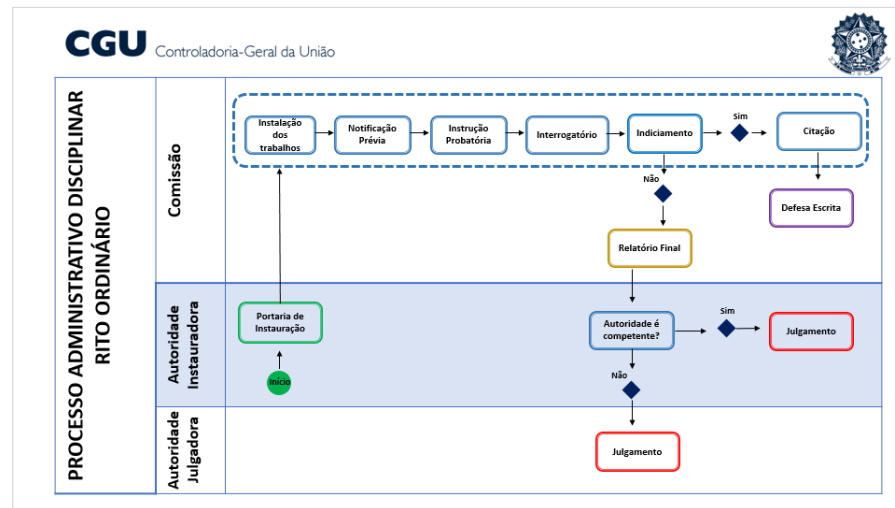 CGU Controladoria-Geral da União
PROCESSO ADMINISTRATIVO DISCIPLINAR
RITO ORDINÁRIO
Comissão
Instalação
dos
trabalhos
Notificação
Prévia
Instrução
Probatória
Interrogatório
Indiciamento
Sim
Citação
Não
Defesa Escrita
Relatório Final
Autoridade
Instauradora
Portaria de
Instauração
Início
Autoridade é
competente?
Sim
Julgamento
Não
Autoridade
Julgadora
Julgamento